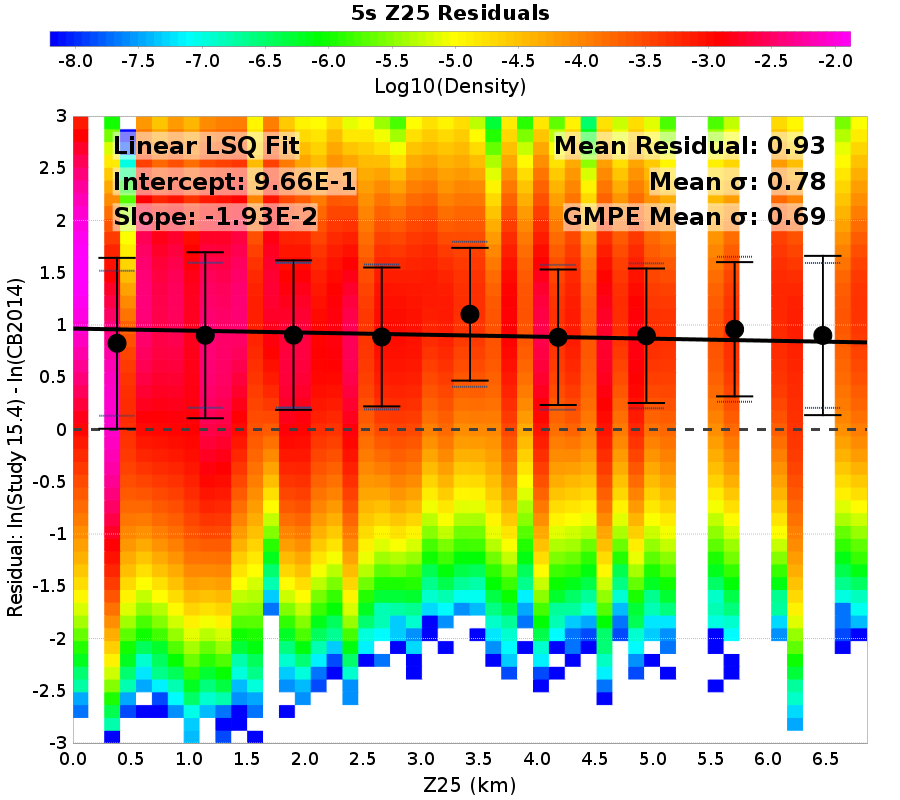 5s Z25 Residuals
-8.0 -7.5 -7.0 -6.5 -6.0 -5.5 -5.0 -4.5 -4.0 -3.5 -3.0 -2.5 -2.0
Log10(Density)
Linear LSQ Fit
Intercept: 9.66E-1
Slope: -1.93E-2
Mean Residual: 0.93
Mean σ: 0.78
GMPE Mean σ: 0.69
Residual: ln(Study 15.4) - ln(CB2014)
3
2.5
2
1.5
1
0.5
0
-0.5
-1
-1.5
-2
-2.5
-3
0.0 0.5 1.0 1.5 2.0 2.5 3.0 3.5 4.0 4.5 5.0 5.5 6.0 6.5
Z25 (km)